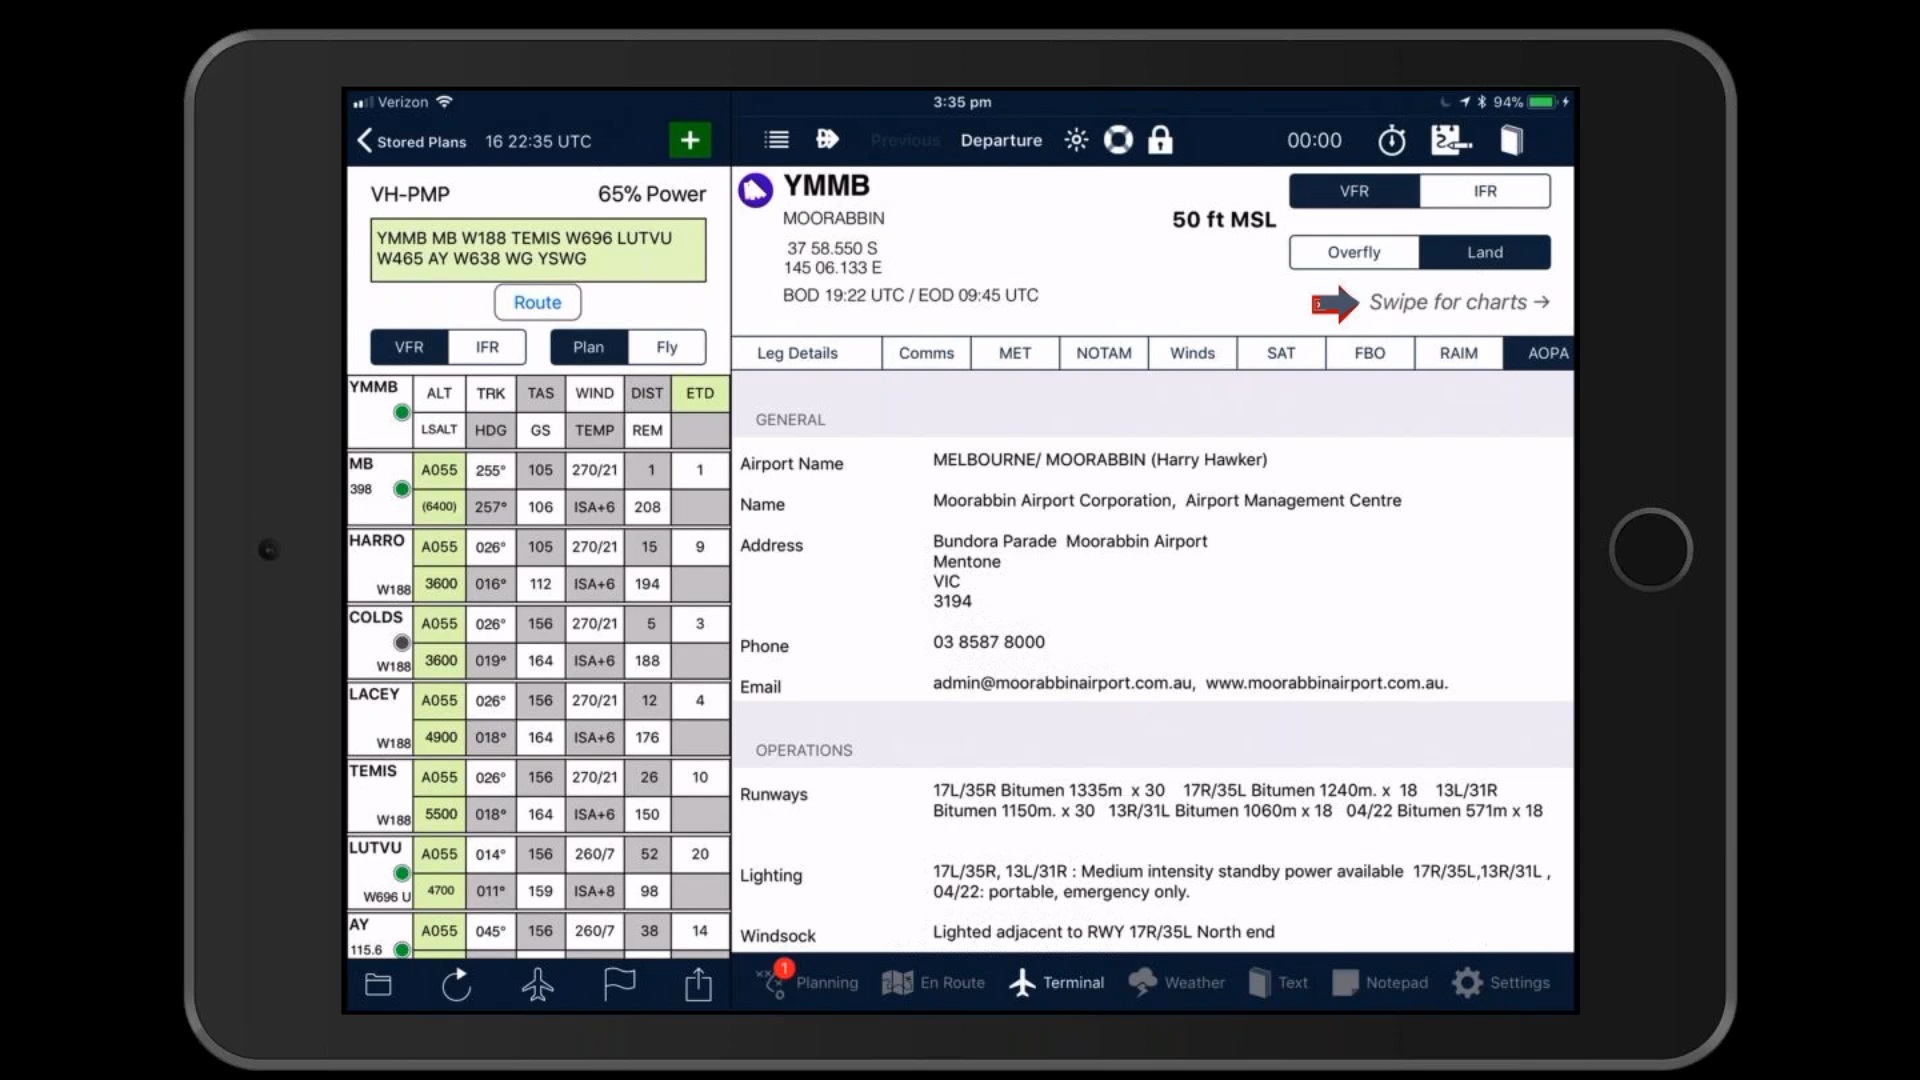 Verizon
3:35 pm
94%
Stored Plans 16 22:35 UTC
+
Previous Departure
00:00
VH-PMP 65% Power
YMMB MB W188 TEMIS W696 LUTVU
W465 AY W638 WG YSWG
Route
VFR IFR Plan Fly
YMMB ALT TRK TAS WIND DIST ETD
LSALT HDG GS TEMP REM
MB A055 255° 105 270/21 1 1
398 (6400) 257° 106 ISA+6 208
HARRO A055 026° 105 270/21 15 9
W188 3600 016° 112 ISA+6 194
COLDS A055 026° 156 270/21 5 3
W188 3600 019° 164 ISA+6 188
LACEY A055 026° 156 270/21 12 4
W188 4900 018° 164 ISA+6 176
TEMIS A055 026° 156 270/21 26 10
W188 5500 018° 164 ISA+6 150
LUTVU A055 014° 156 260/7 52 20
W696 U 4700 011° 159 ISA+8 98
AY A055 045° 156 260/7 38 14
115.6
YMMB
MOORABBIN
37 58.550 S
145 06.133 E
BOD 19:22 UTC / EOD 09:45 UTC
50 ft MSL
VFR IFR
Overfly Land
Swipe for charts →
Leg Details Comms MET NOTAM Winds SAT FBO RAIM AOPA
GENERAL
Airport Name MELBOURNE/ MOORABBIN (Harry Hawker)
Name Moorabbin Airport Corporation, Airport Management Centre
Address Bundora Parade Moorabbin Airport
Mentone
VIC
3194
Phone 03 8587 8000
Email admin@moorabbinairport.com.au, www.moorabbinairport.com.au.
OPERATIONS
Runways 17L/35R Bitumen 1335m x 30 17R/35L Bitumen 1240m. x 18 13L/31R
Bitumen 1150m. x 30 13R/31L Bitumen 1060m x 18 04/22 Bitumen 571m x 18
Lighting 17L/35R, 13L/31R : Medium intensity standby power available 17R/35L,13R/31L ,
04/22: portable, emergency only.
Windsock Lighted adjacent to RWY 17R/35L North end
1
Planning En Route Terminal Weather Text Notepad Settings